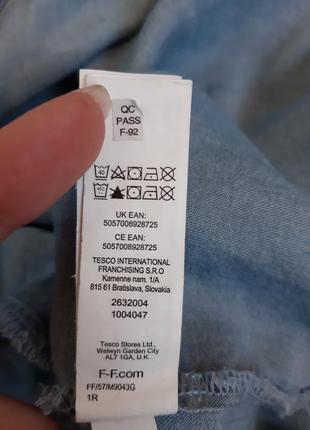 QC
PASS
F-92
40
UK EAN:
5057008928725
CE EAN:
5057008928725
TESCO INTERNATIONAL
FRANCHISING S.R.O
Kamenne nam. 1/A
815 61 Bratislava, Slovakia
2632004
1004047
Tesco Stores Ltd.,
Welwyn Garden City
AL7 1GA, U.K.
F-F.com
FF/57/M9043G
1R